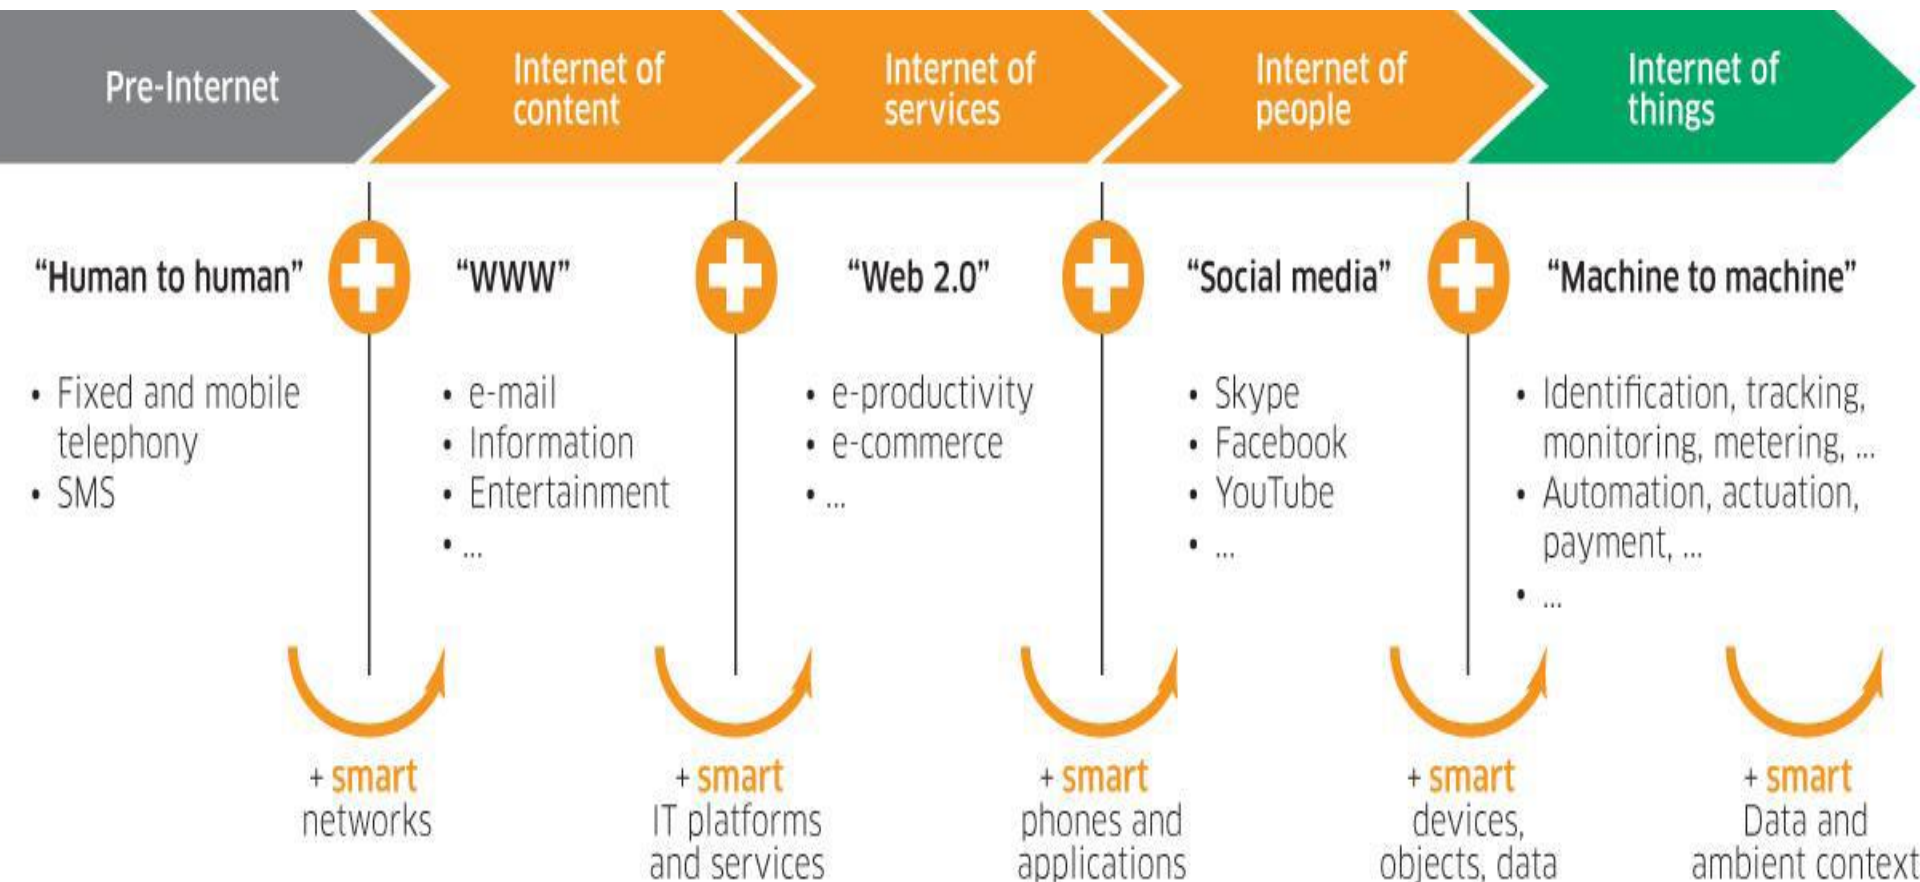 Pre-Internet
Internet of
content
Internet of
services
Internet of
people
Internet of
things
“Human to human”
“WWW”
“Web 2.0”
“Social media”
“Machine to machine”
• Fixed and mobile
telephony
• SMS
• e-mail
• Information
• Entertainment
• ...
• e-productivity
• e-commerce
• ...
• Skype
• Facebook
• YouTube
• ...
• Identification, tracking,
monitoring, metering, ...
• Automation, actuation,
payment, ...
• ...
+ smart
networks
+ smart
IT platforms
and services
+ smart
phones and
applications
+ smart
devices,
objects, data
+ smart
Data and
ambient context